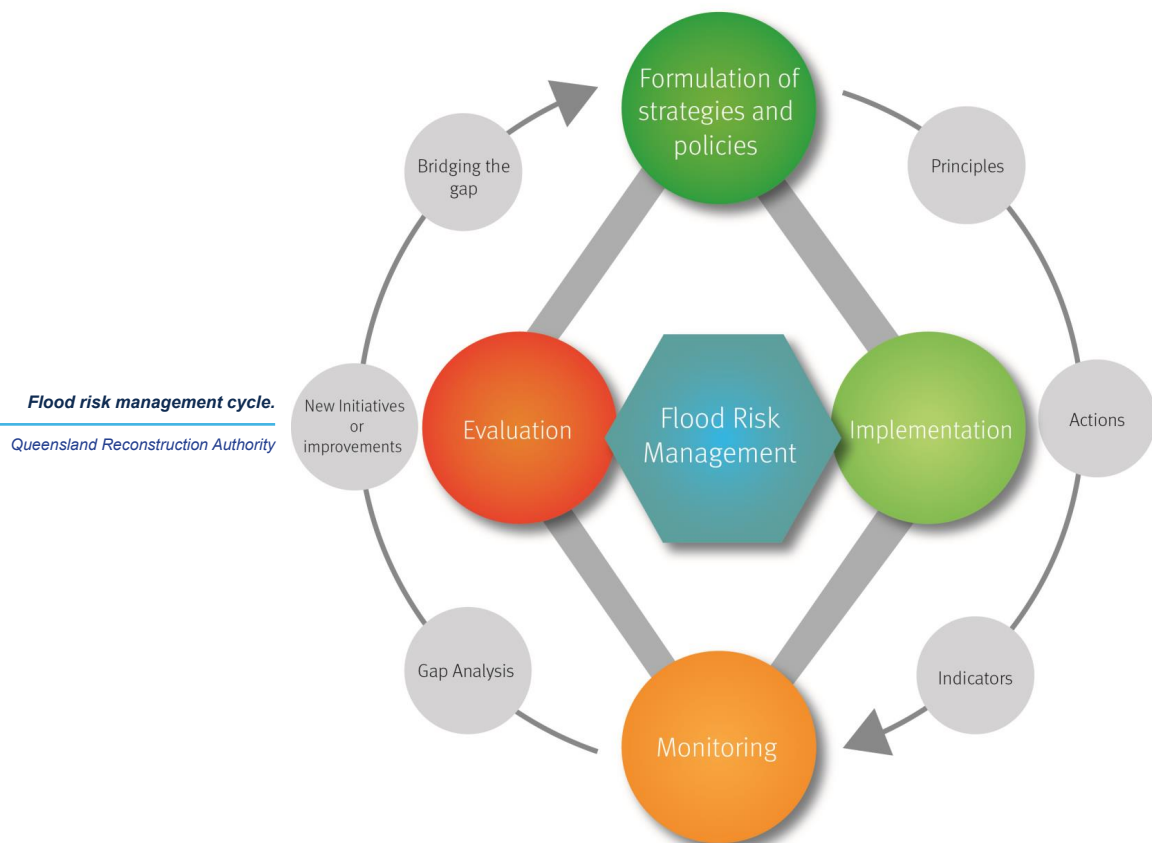 Formulation of
strategies and
policies
Bridging the
gap
Principles
Flood risk management cycle.
Queensland Reconstruction Authority
New Initiatives
or
improvements
Evaluation
Flood Risk
Management
Implementation
Actions
Gap Analysis
Indicators
Monitoring